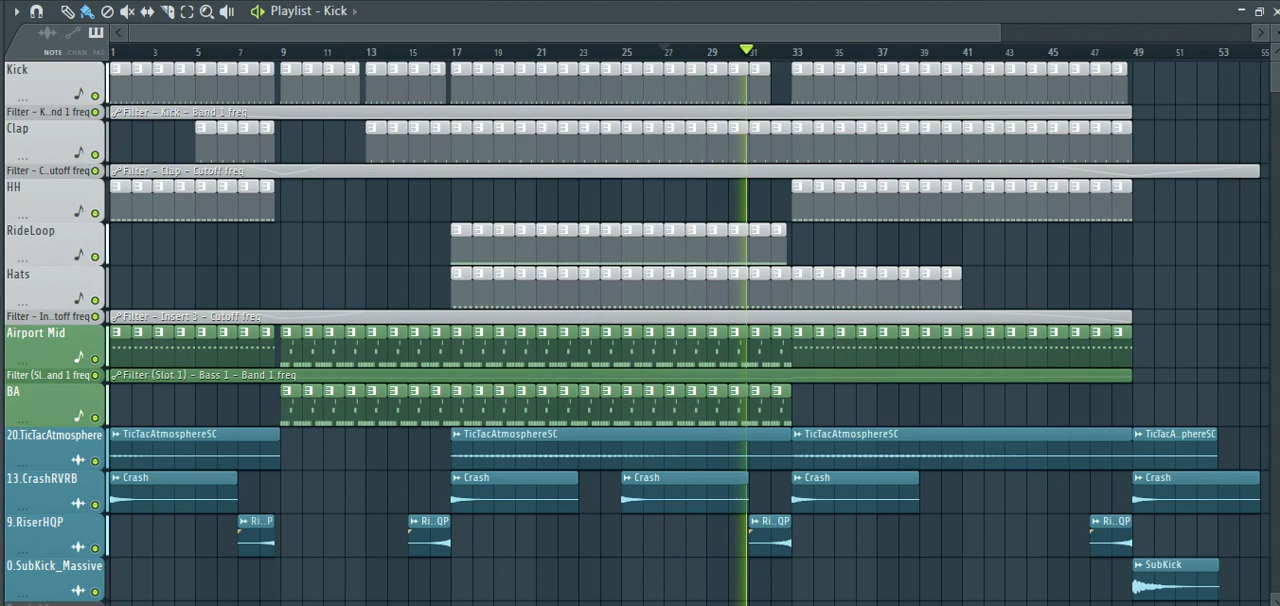 Playlist - Kick
NOTE CHAN PAT
1 3 5 7 9 11 13 15 17 19 21 23 25 27 29 31 33 35 37 39 41 43 45 47 49 51 53 55
Kick
Filter - K..nd 1 freq
Filter - Kick - Band 1 freq
Clap
Filter - C..utoff freq
Filter - Clap - Cutoff freq
HH
RideLoop
Hats
Filter - In..toff freq
Filter - Insert 3 - Cutoff freq
Airport Mid
Filter (Sl..and 1 freq)
Filter (Slot 1) - Bass 1 - Band 1 freq
BA
20.TicTacAtmosphere
TicTacAtmosphereSC TicTacAtmosphereSC TicTacAtmosphereSC TicTacA..phereSC
13.CrashRVRB
Crash Crash Crash Crash Crash
9.RiserHQP
Ri..P Ri..QP Ri..QP Ri..QP
0.SubKick_Massive
SubKick